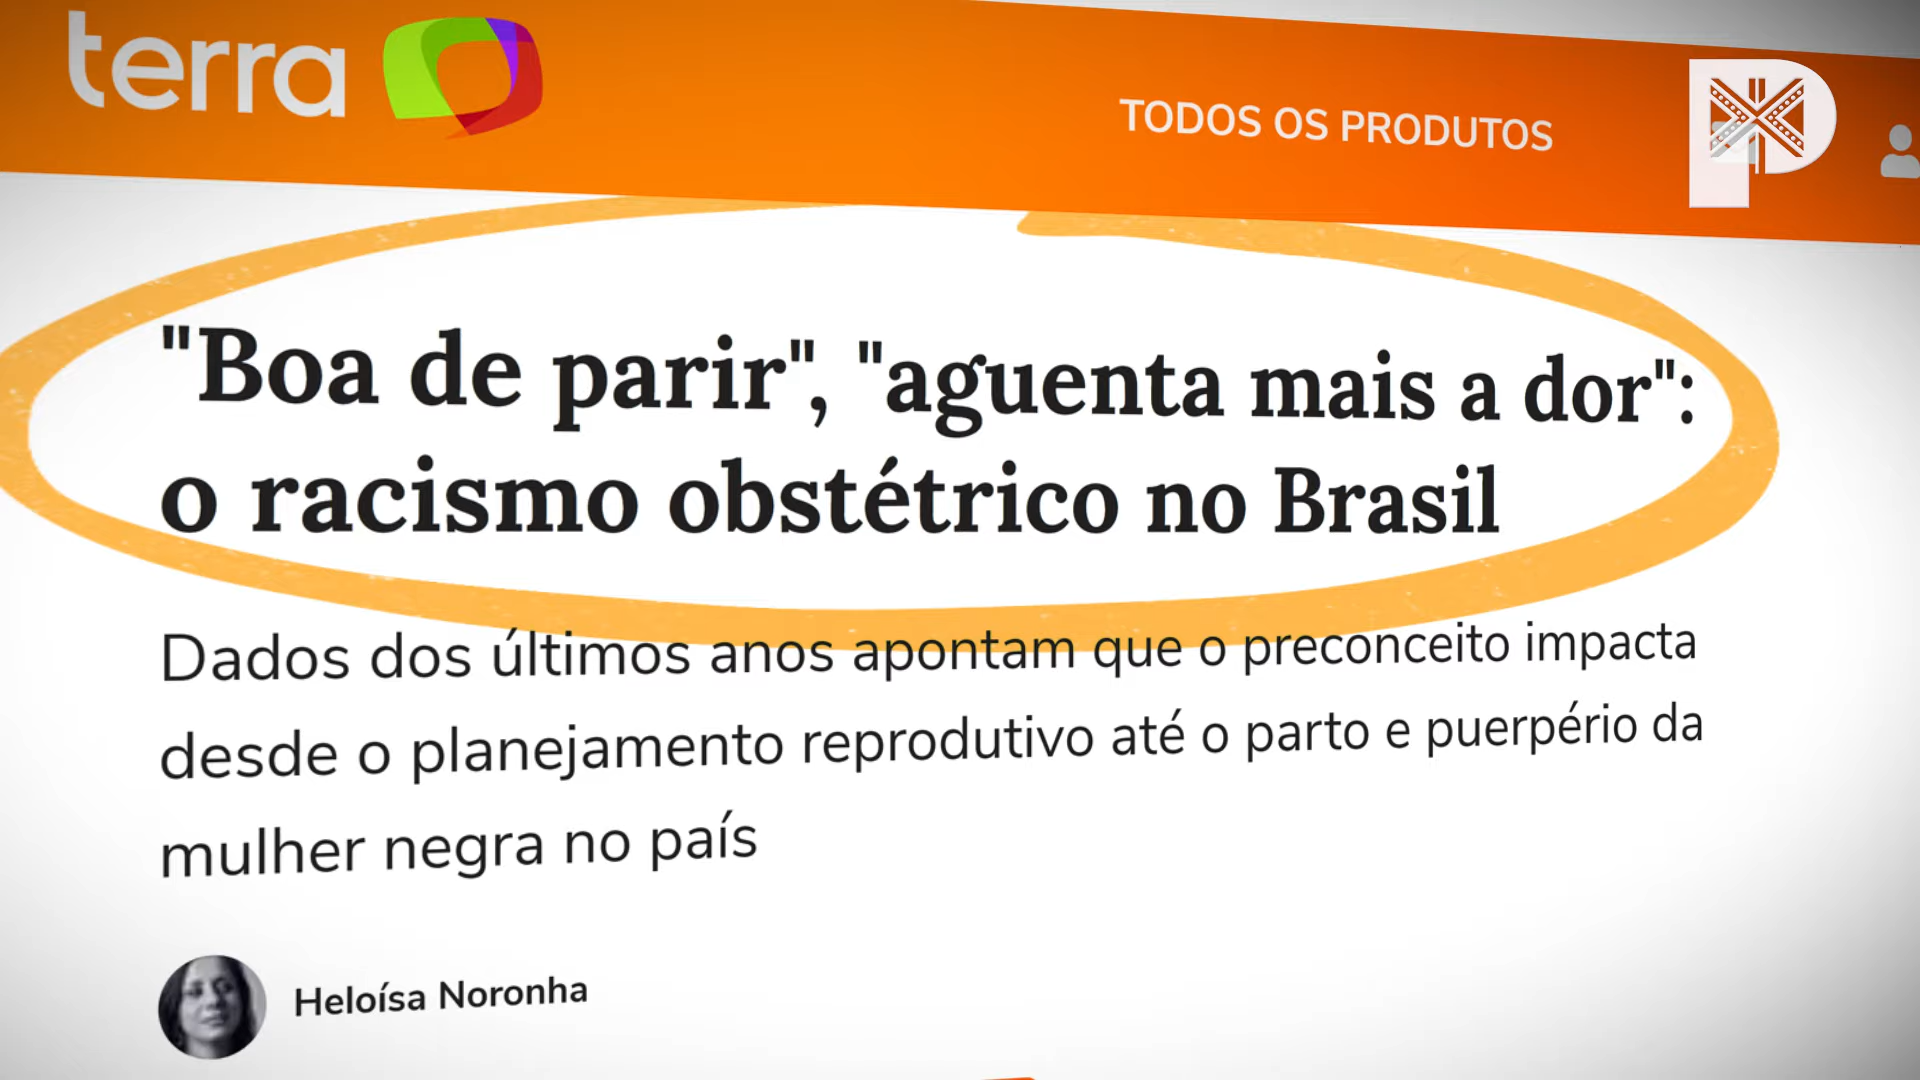 terra
TODOS OS PRODUTOS
P
"Boa de parir", "aguenta mais a dor":
o racismo obstétrico no Brasil
Dados dos últimos anos apontam que o preconceito impacta
desde o planejamento reprodutivo até o parto e puerpério da
mulher negra no país
Heloísa Noronha